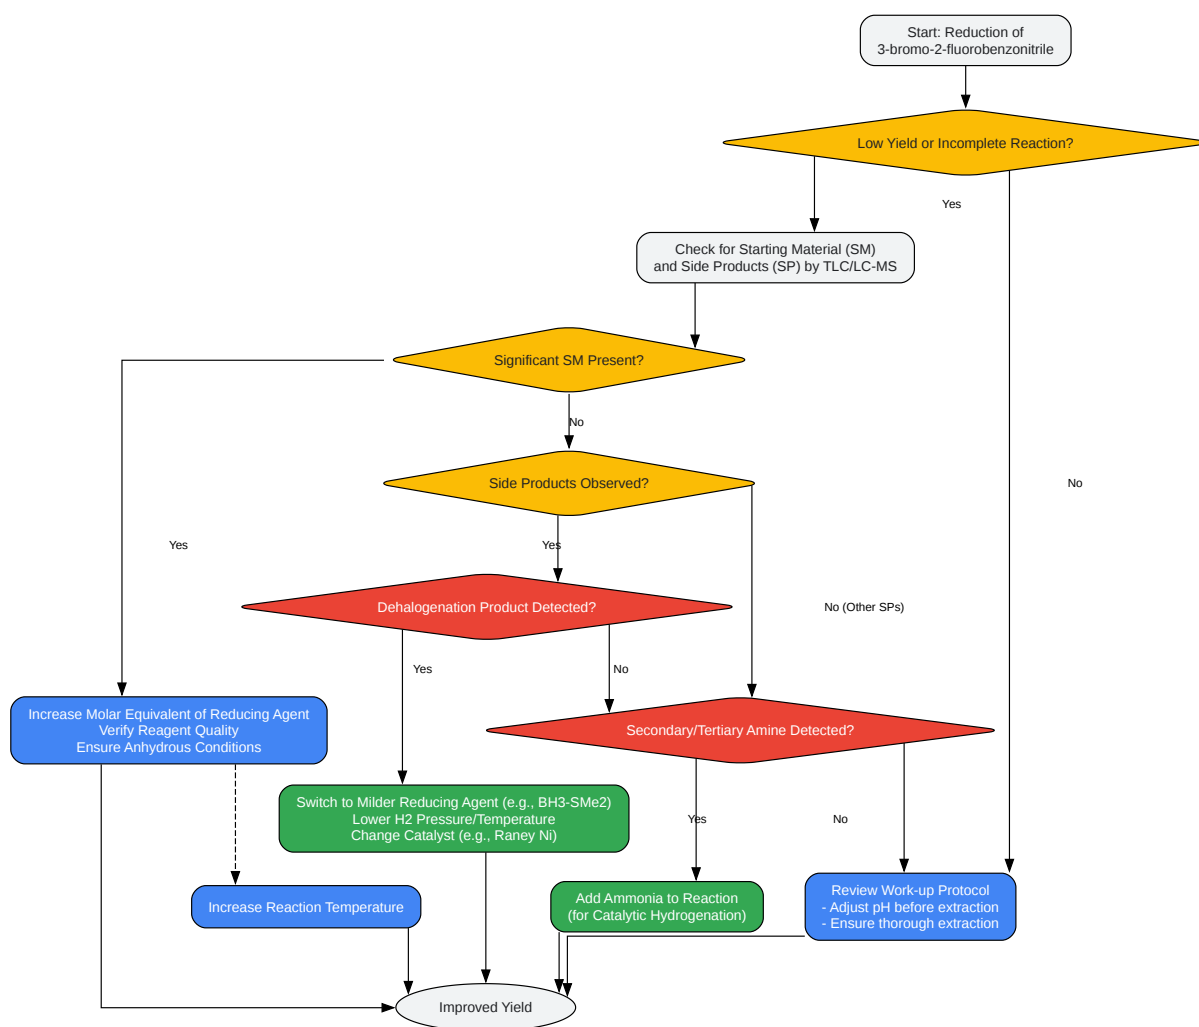 Start: Reduction of
3-bromo-2-fluorobenzonitrile
Low Yield or Incomplete Reaction?
Yes
Check for Starting Material (SM)
and Side Products (SP) by TLC/LC-MS
Significant SM Present?
No
Side Products Observed?
No
Yes
Yes
Dehalogenation Product Detected?
No (Other SPs)
Yes
No
Increase Molar Equivalent of Reducing Agent
Verify Reagent Quality
Ensure Anhydrous Conditions
Secondary/Tertiary Amine Detected?
Switch to Milder Reducing Agent (e.g., BH3-SMe2)
Lower H2 Pressure/Temperature
Change Catalyst (e.g., Raney Ni)
Yes
No
Increase Reaction Temperature
Add Ammonia to Reaction
(for Catalytic Hydrogenation)
Review Work-up Protocol
- Adjust pH before extraction
- Ensure thorough extraction
Improved Yield